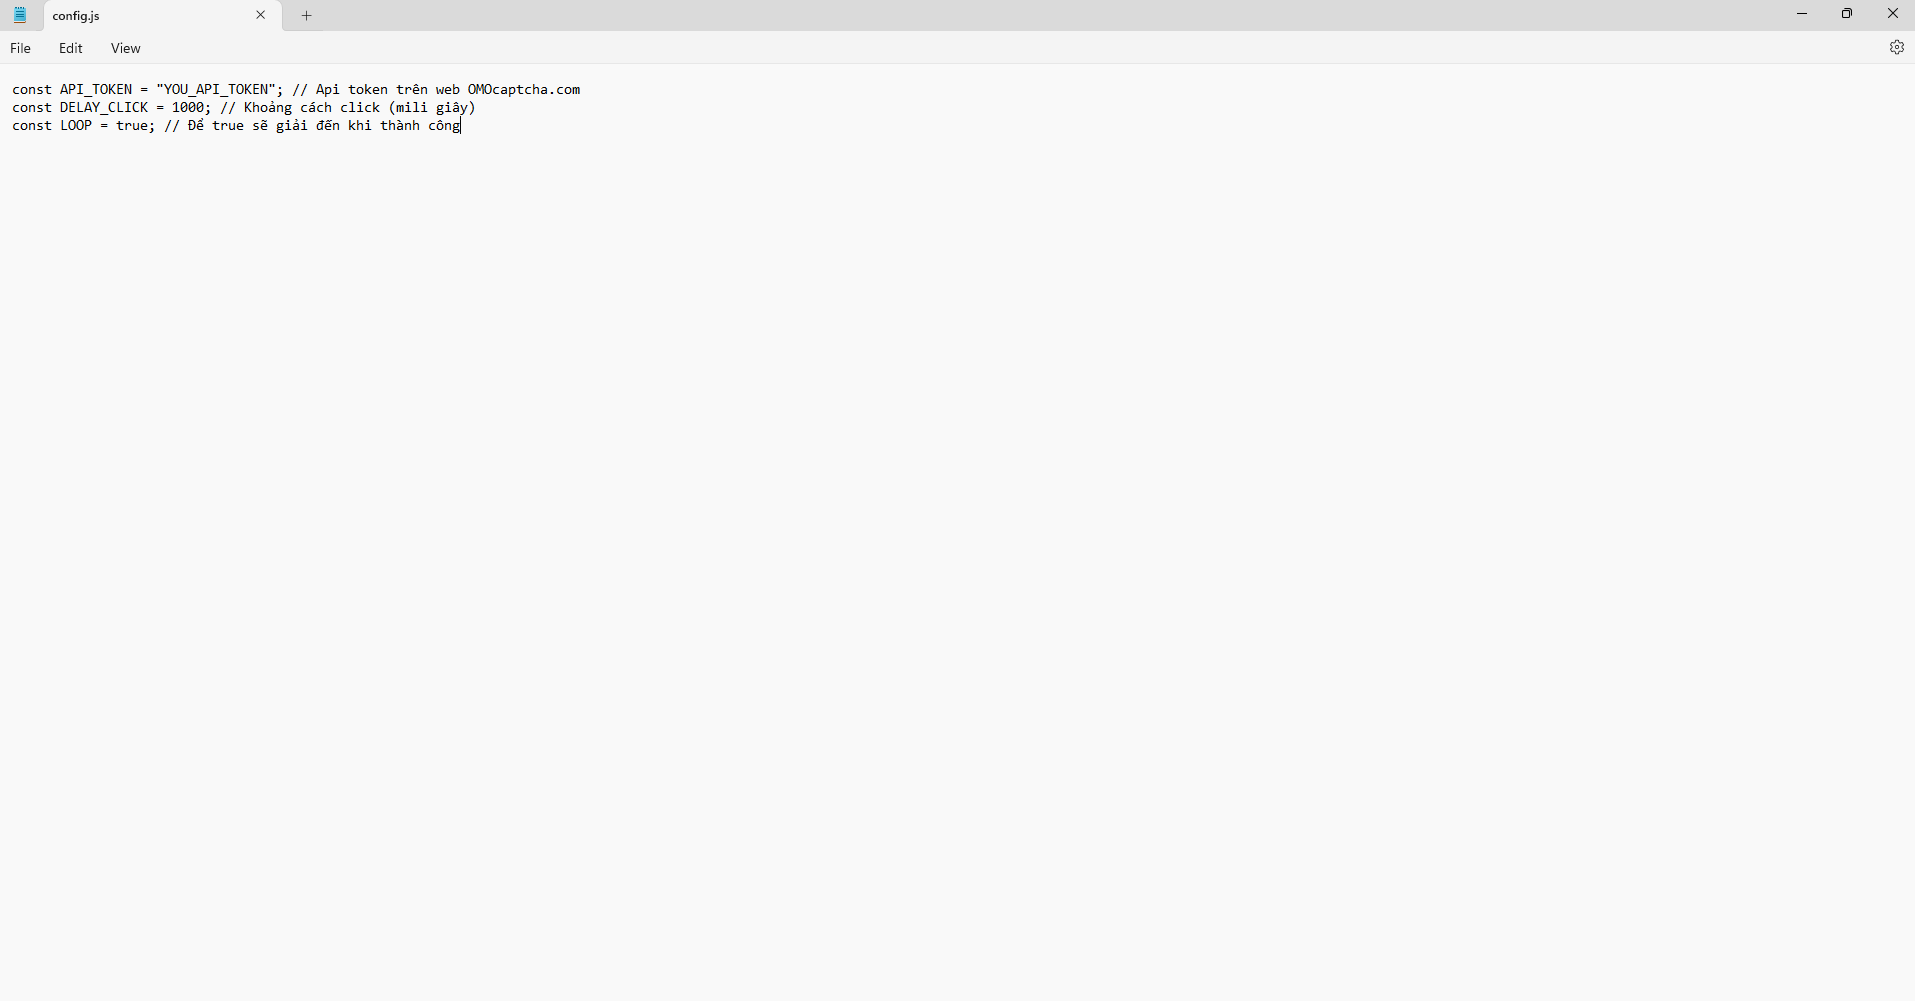 config.js
File Edit View
const API_TOKEN = "YOU_API_TOKEN"; // Api token trên web OMOcaptcha.com
const DELAY_CLICK = 1000; // Khoảng cách click (mili giây)
const LOOP = true; // Để true sẽ giải đến khi thành công